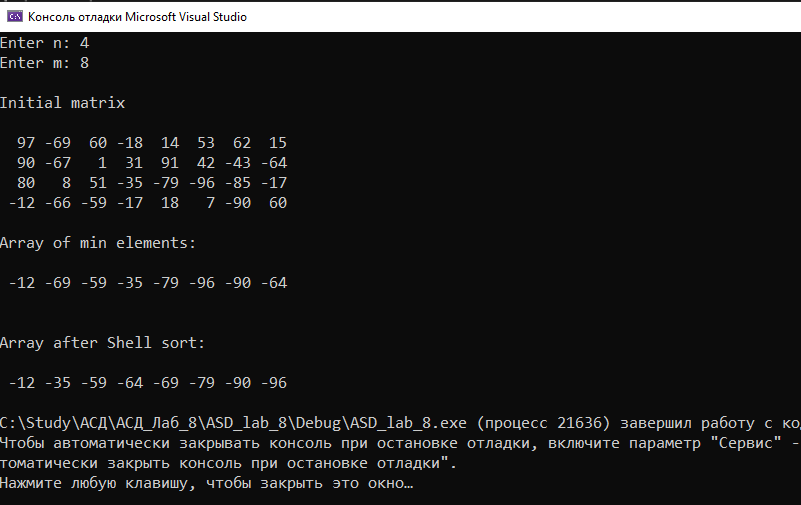 Консоль отладки Microsoft Visual Studio
Enter n: 4
Enter m: 8
Initial matrix
97 -69 60 -18 14 53 62 15
90 -67 1 31 91 42 -43 -64
80 8 51 -35 -79 -96 -85 -17
-12 -66 -59 -17 18 7 -90 60
Array of min elements:
-12 -69 -59 -35 -79 -96 -90 -64
Array after Shell sort:
-12 -35 -59 -64 -69 -79 -90 -96
C:\Study\АСД\АСД_Лаб_8\ASD_lab_8\Debug\ASD_lab_8.exe (процесс 21636) завершил работу с
Чтобы автоматически закрывать консоль при остановке отладки, включите параметр "Сервис" -
томатически закрыть консоль при остановке отладки".
Нажмите любую клавишу, чтобы закрыть это окно…